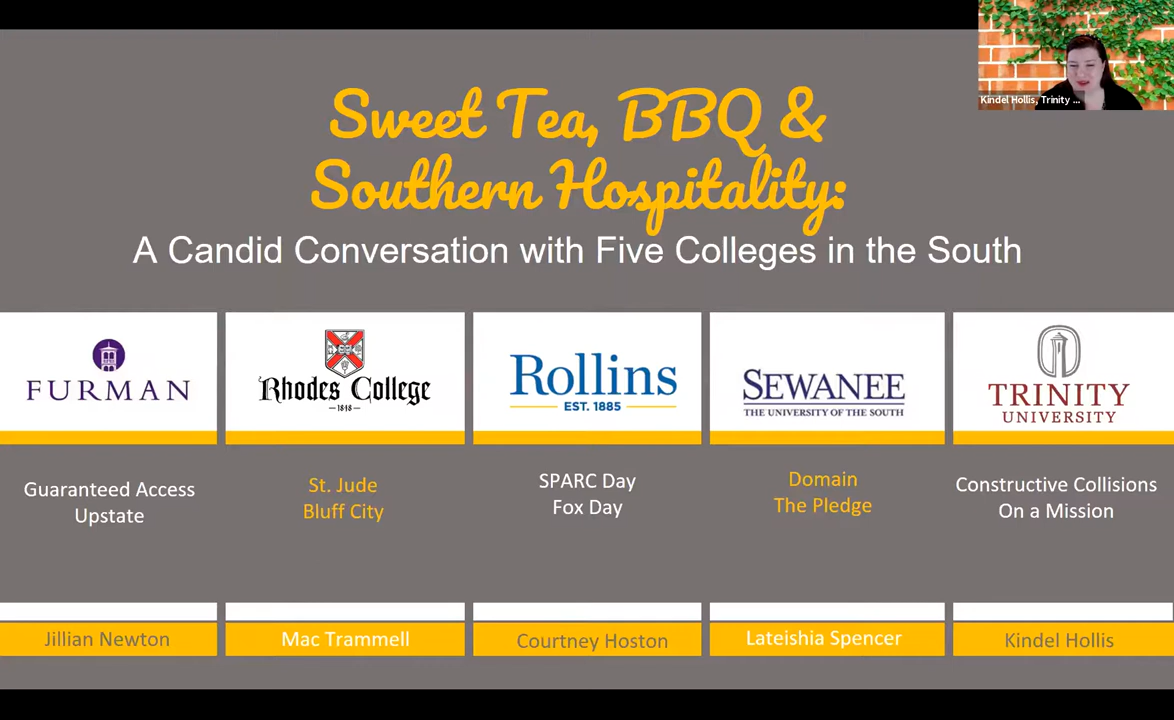 Kindel Hollis, Trinity ...
Sweet Tea, BBQ &
Southern Hospitality:
A Candid Conversation with Five Colleges in the South
FURMAN
Rhodes College
1848
Rollins
EST. 1885
SEWANEE
THE UNIVERSITY OF THE SOUTH
TRINITY
UNIVERSITY
Guaranteed Access
Upstate
St. Jude
Bluff City
SPARC Day
Fox Day
Domain
The Pledge
Constructive Collisions
On a Mission
Jillian Newton
Mac Trammell
Courtney Hoston
Lateishia Spencer
Kindel Hollis